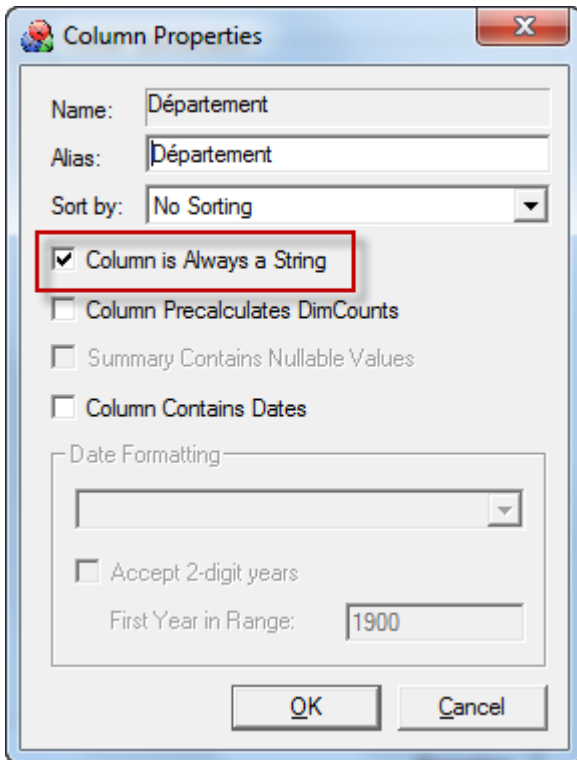 Column Properties
Name: Département
Alias: Département
Sort by: No Sorting
Column is Always a String
Column Precalculates DimCounts
Summary Contains Nullable Values
Column Contains Dates
Date Formatting
Accept 2-digit years
First Year in Range: 1900
OK Cancel